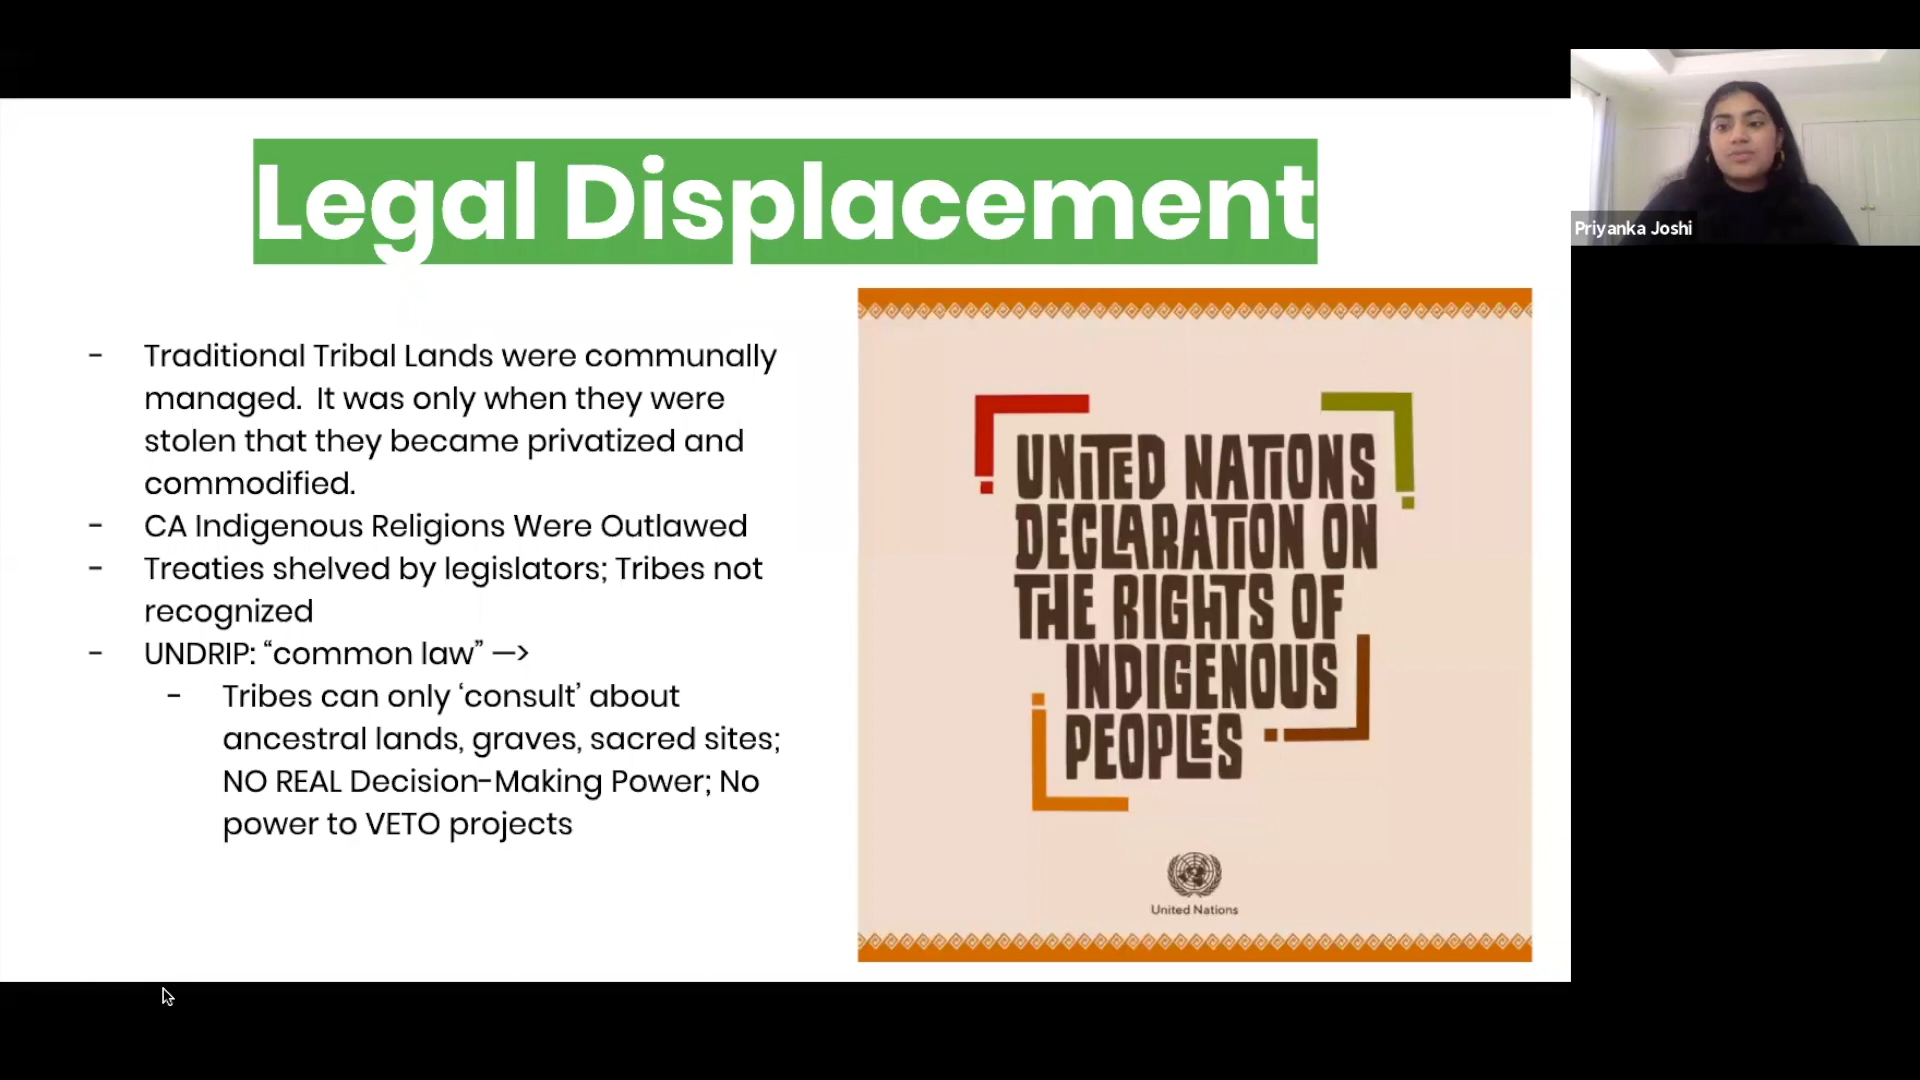 Legal Displacement
Priyanka Joshi
- Traditional Tribal Lands were communally
managed.  It was only when they were
stolen that they became privatized and
commodified.
- CA Indigenous Religions Were Outlawed
- Treaties shelved by legislators; Tribes not
recognized
- UNDRIP: “common law” —>
- Tribes can only ‘consult’ about
ancestral lands, graves, sacred sites;
NO REAL Decision-Making Power; No
power to VETO projects
UNITED NATIONS
DECLARATION ON
THE RIGHTS OF
INDIGENOUS
PEOPLES
United Nations